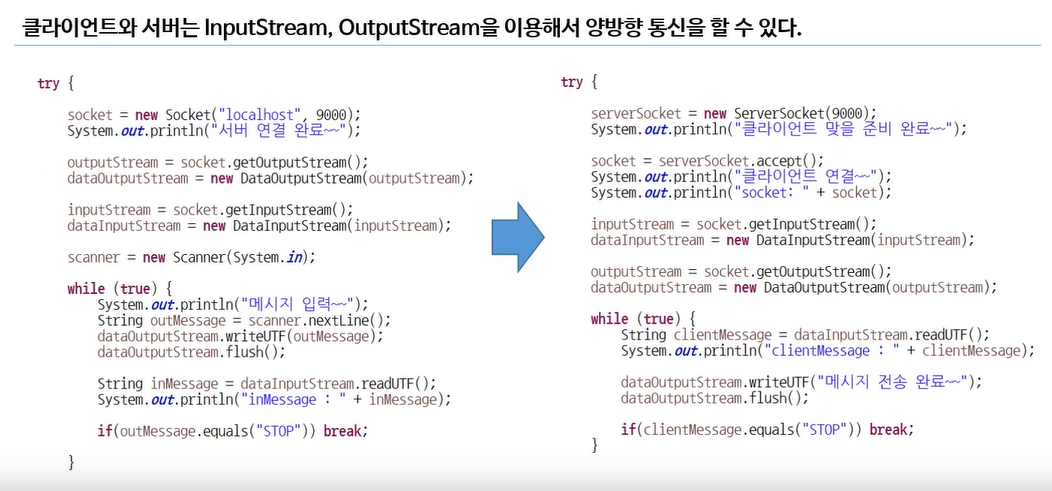 클라이언트와 서버는 InputStream, OutputStream을 이용해서 양방향 통신을 할 수 있다.
try {
socket = new Socket("localhost", 9000);
System.out.println("서버 연결 완료~~");
outputStream = socket.getOutputStream();
dataOutputStream = new DataOutputStream(outputStream);
inputStream = socket.getInputStream();
dataInputStream = new DataInputStream(inputStream);
scanner = new Scanner(System.in);
while (true) {
System.out.println("메시지 입력~~");
String outMessage = scanner.nextLine();
dataOutputStream.writeUTF(outMessage);
dataOutputStream.flush();
String inMessage = dataInputStream.readUTF();
System.out.println("inMessage : " + inMessage);
if(outMessage.equals("STOP")) break;
}
try {
serverSocket = new ServerSocket(9000);
System.out.println("클라이언트 맞을 준비 완료~~");
socket = serverSocket.accept();
System.out.println("클라이언트 연결~~");
System.out.println("socket: " + socket);
inputStream = socket.getInputStream();
dataInputStream = new DataInputStream(inputStream);
outputStream = socket.getOutputStream();
dataOutputStream = new DataOutputStream(outputStream);
while (true) {
String clientMessage = dataInputStream.readUTF();
System.out.println("clientMessage : " + clientMessage);
dataOutputStream.writeUTF("메시지 전송 완료~~");
dataOutputStream.flush();
if(clientMessage.equals("STOP")) break;
}